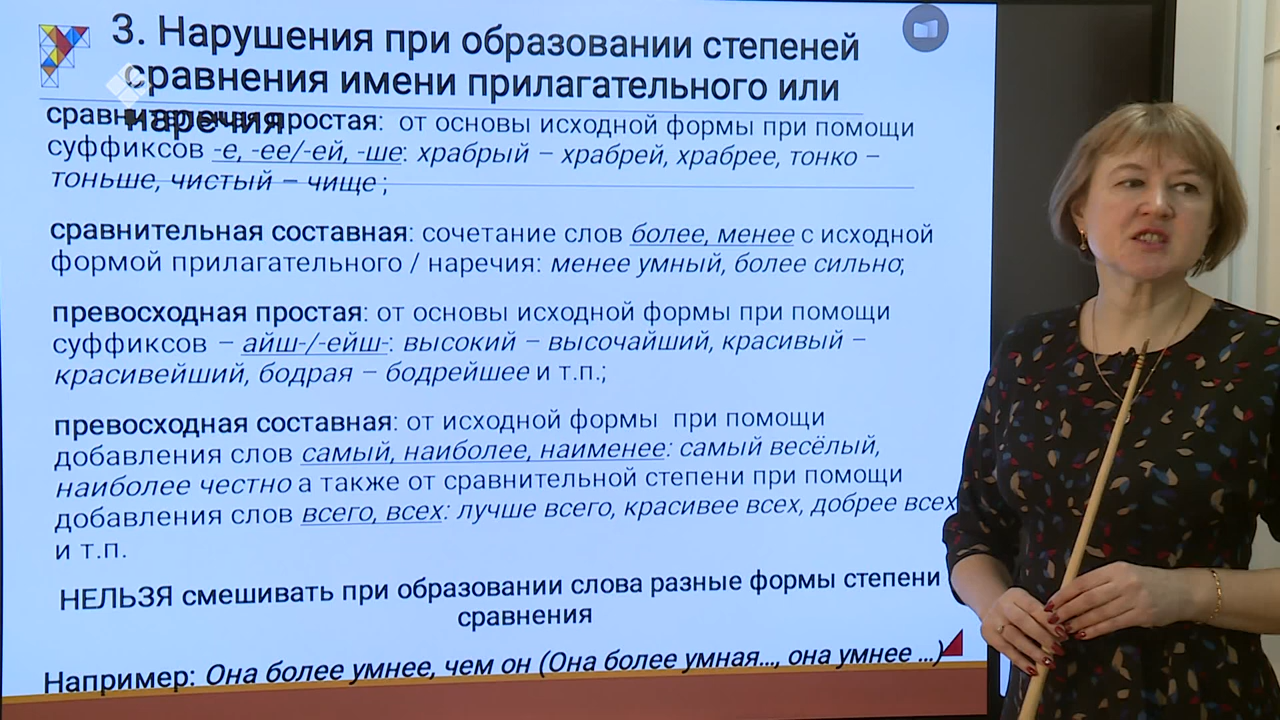 3. Нарушения при образовании степеней
сравнения имени прилагательного или
наречия
сравнительная простая: от основы исходной формы при помощи
суффиксов -е, -ее/-ей, -ше: храбрый – храбрей, храбрее, тонко –
тоньше, чистый – чище ;
сравнительная составная: сочетание слов более, менее с исходной
формой прилагательного / наречия: менее умный, более сильно;
превосходная простая: от основы исходной формы при помощи
суффиксов – айш-/-ейш-: высокий – высочайший, красивый –
красивейший, бодрая – бодрейшее и т.п.;
превосходная составная: от исходной формы при помощи
добавления слов самый, наиболее, наименее: самый весёлый,
наиболее честно а также от сравнительной степени при помощи
добавления слов всего, всех: лучше всего, красивее всех, добрее всех
и т.п.
НЕЛЬЗЯ смешивать при образовании слова разные формы степени
сравнения
Например: Она более умнее, чем он (Она более умная..., она умнее ...)